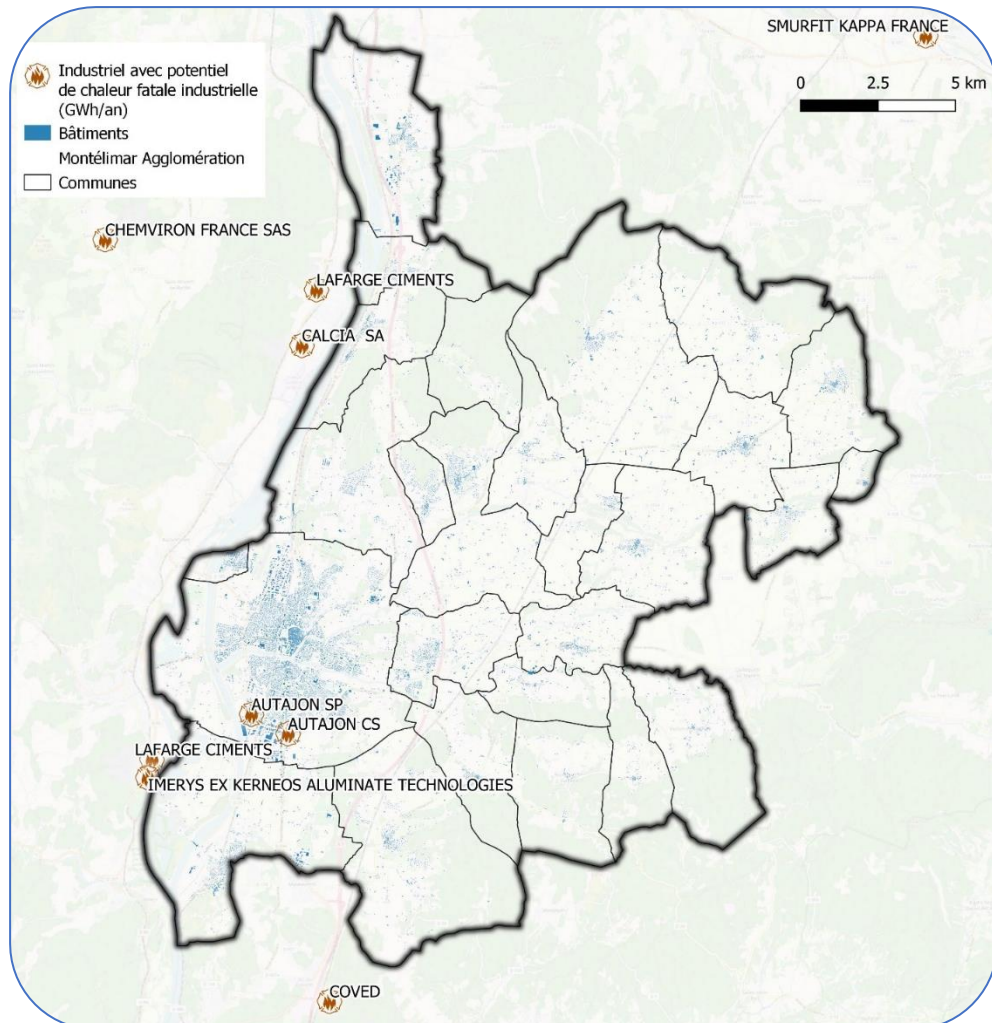 SMURFIT KAPPA FRANCE
Industriel avec potentiel
de chaleur fatale industrielle
(GWh/an)
Bâtiments
Montélimar Agglomération
Communes
0 2.5 5 km
CHEMVIRON FRANCE SAS
LAFARGE CIMENTS
CALCIA SA
AUTAJON SP
AUTAJON CS
LAFARGE CIMENTS
IMERYS EX KERNEOS ALUMINATE TECHNOLOGIES
COVED